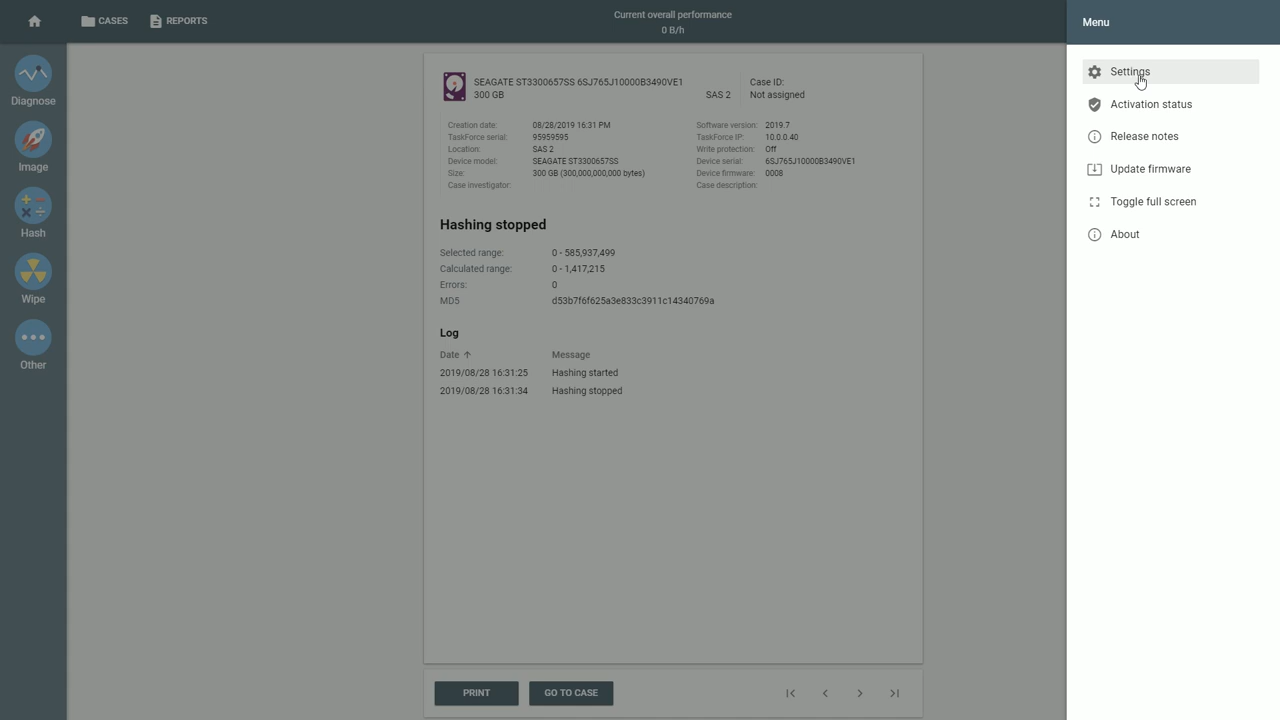 CASES
REPORTS
Current overall performance
0 B/h
Menu
Diagnose
Image
Hash
Wipe
Other
SEAGATE ST3300657SS 6SJ765J10000B3490VE1
300 GB
SAS 2
Case ID:
Not assigned
Creation date: 08/28/2019 16:31 PM
TaskForce serial: 95959595
Location: SAS 2
Device model: SEAGATE ST3300657SS
Size: 300 GB (300,000,000,000 bytes)
Case investigator:
Software version: 2019.7
TaskForce IP: 10.0.0.40
Write protection: Off
Device serial: 6SJ765J10000B3490VE1
Device firmware: 0008
Case description:
Hashing stopped
Selected range: 0 - 585,937,499
Calculated range: 0 - 1,417,215
Errors: 0
MD5 d53b7f6f625a3e833c3911c14340769a
Log
Date Message
2019/08/28 16:31:25 Hashing started
2019/08/28 16:31:34 Hashing stopped
PRINT
GO TO CASE
Settings
Activation status
Release notes
Update firmware
Toggle full screen
About